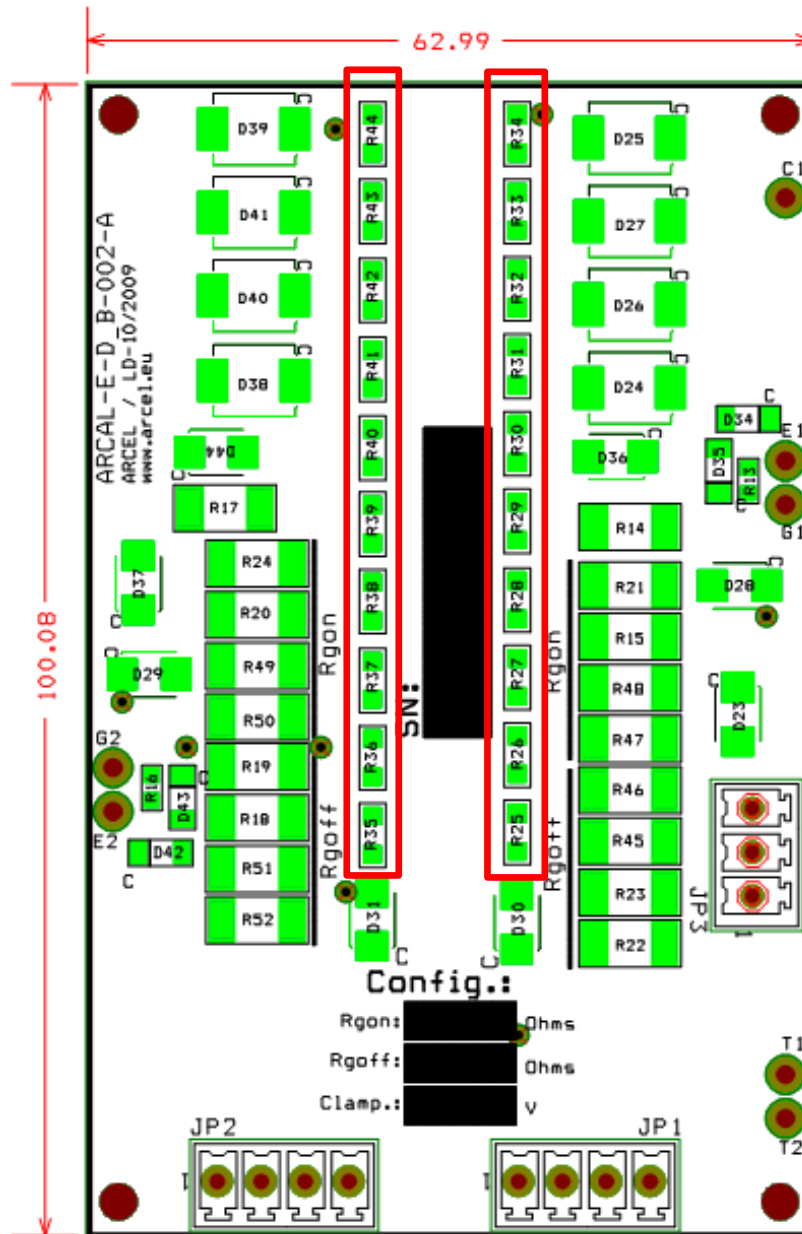 62.99
100.08
ARCAL-E-D_B-002-A
ARCEL / LD-10/2009
www.arcel.eu
D39
C
R44
R34
D25
C
C1
D41
C
R43
R33
D27
C
D40
C
R42
R32
D26
C
D38
C
R41
R31
D24
C
D34
C
D44
C
R40
R30
D36
C
D35
C
R13
E1
G1
R17
R39
R29
R14
D37
C
R24
R38
R28
R21
D28
C
R20
Rgon
Rgon
R15
D29
C
R49
R37
R27
R48
D23
C
SN:
R50
R47
G2
R16
D43
C
R19
R36
R26
R46
E2
D42
C
R18
Rgoff
R35
R25
Rgoff
R45
R51
R23
JP3
1
R52
D31
C
D30
C
R22
Config.:
Rgon:
Ohms
Rgoff:
Ohms
Clamp.:
V
T1
T2
JP2
1
JP1
1